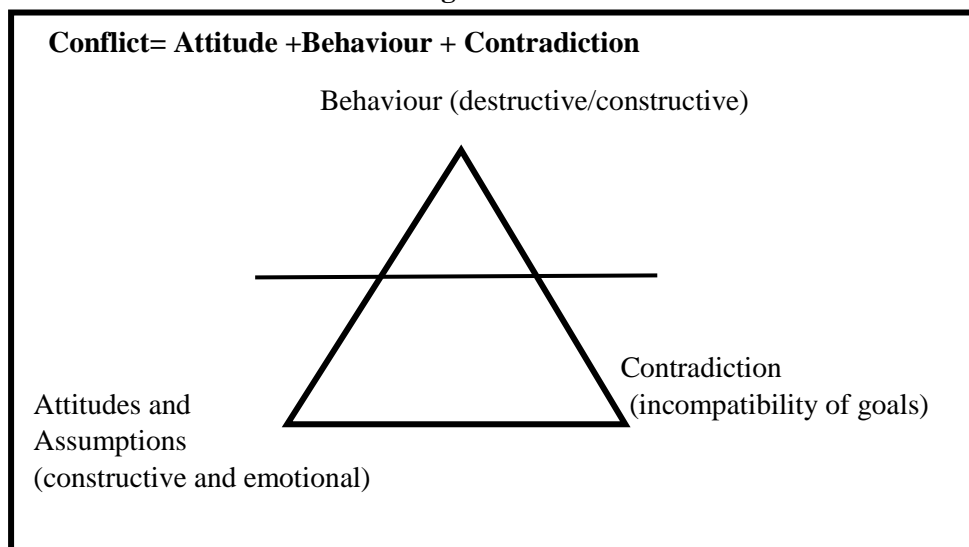 Conflict= Attitude +Behaviour + Contradiction
Behaviour (destructive/constructive)
Contradiction
(incompatibility of goals)
Attitudes and
Assumptions
(constructive and emotional)